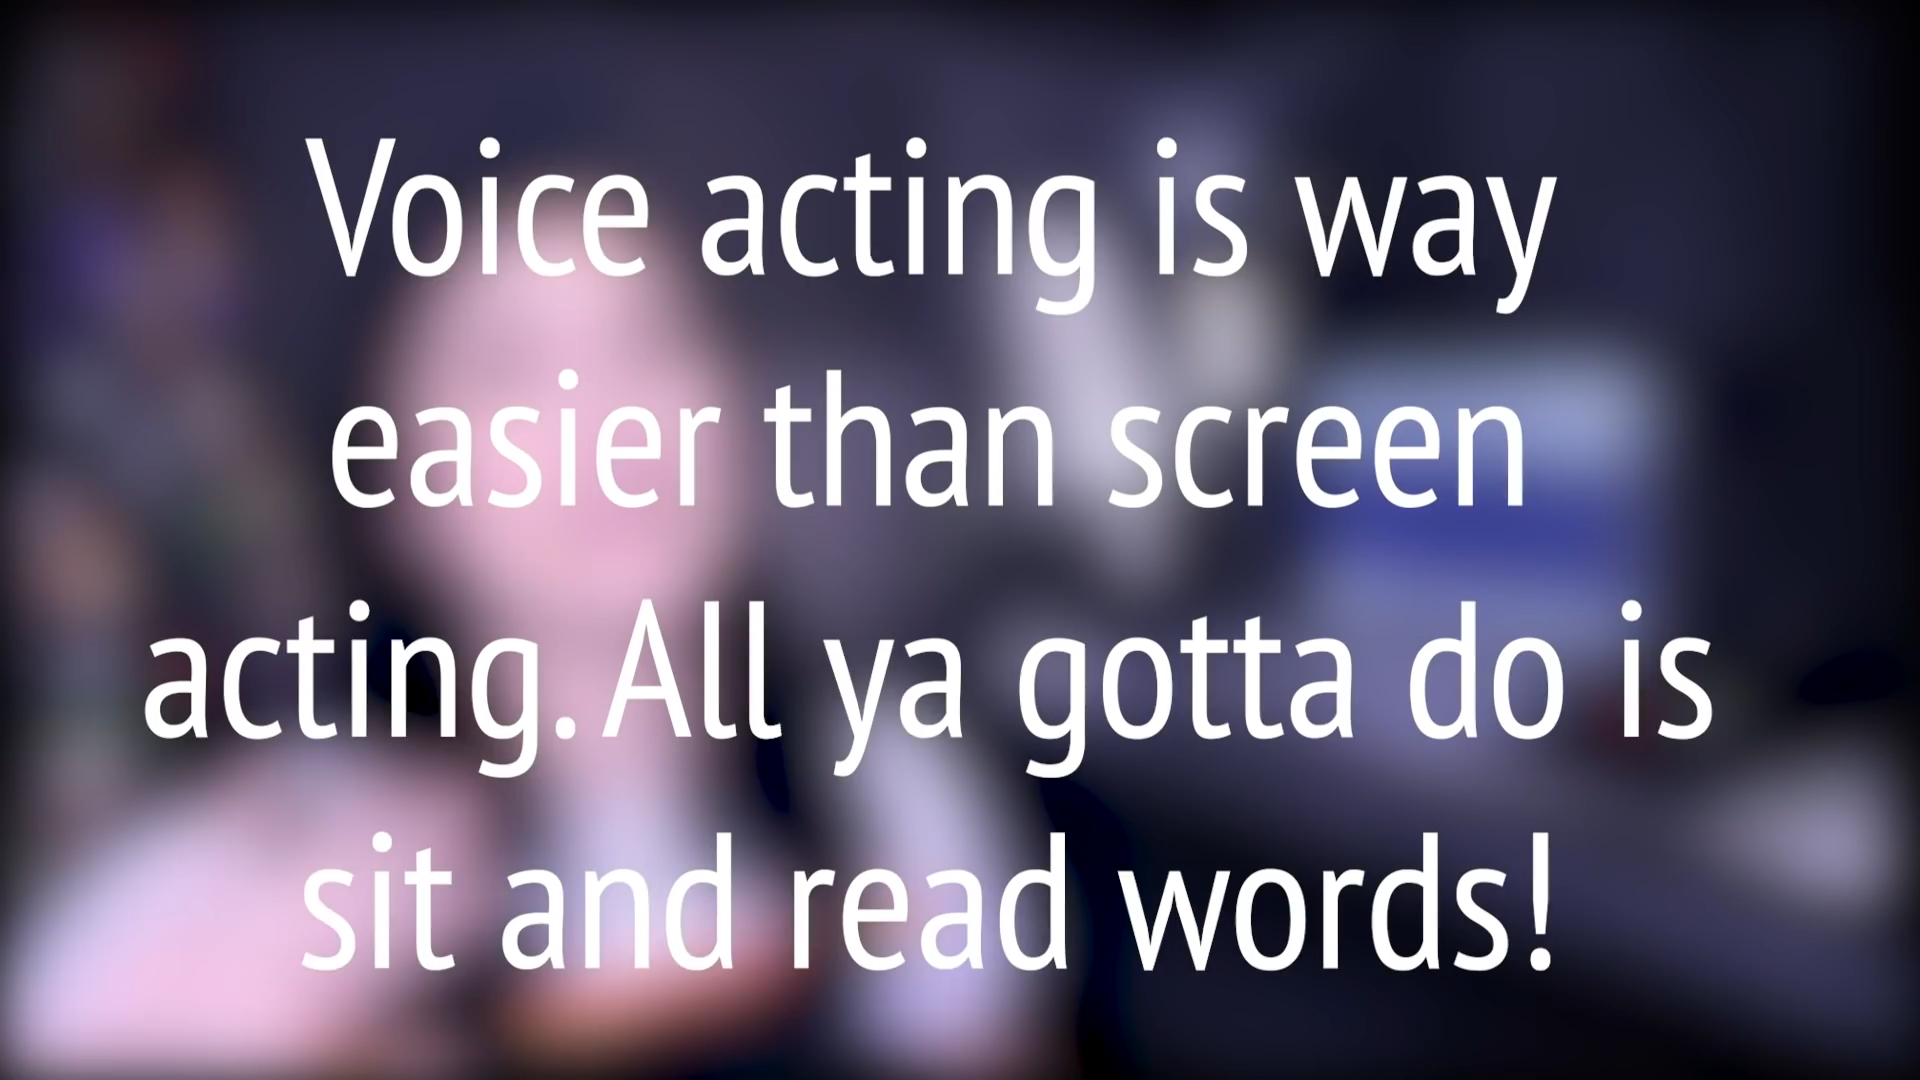 Voice acting is way
easier than screen
acting. All ya gotta do is
sit and read words!